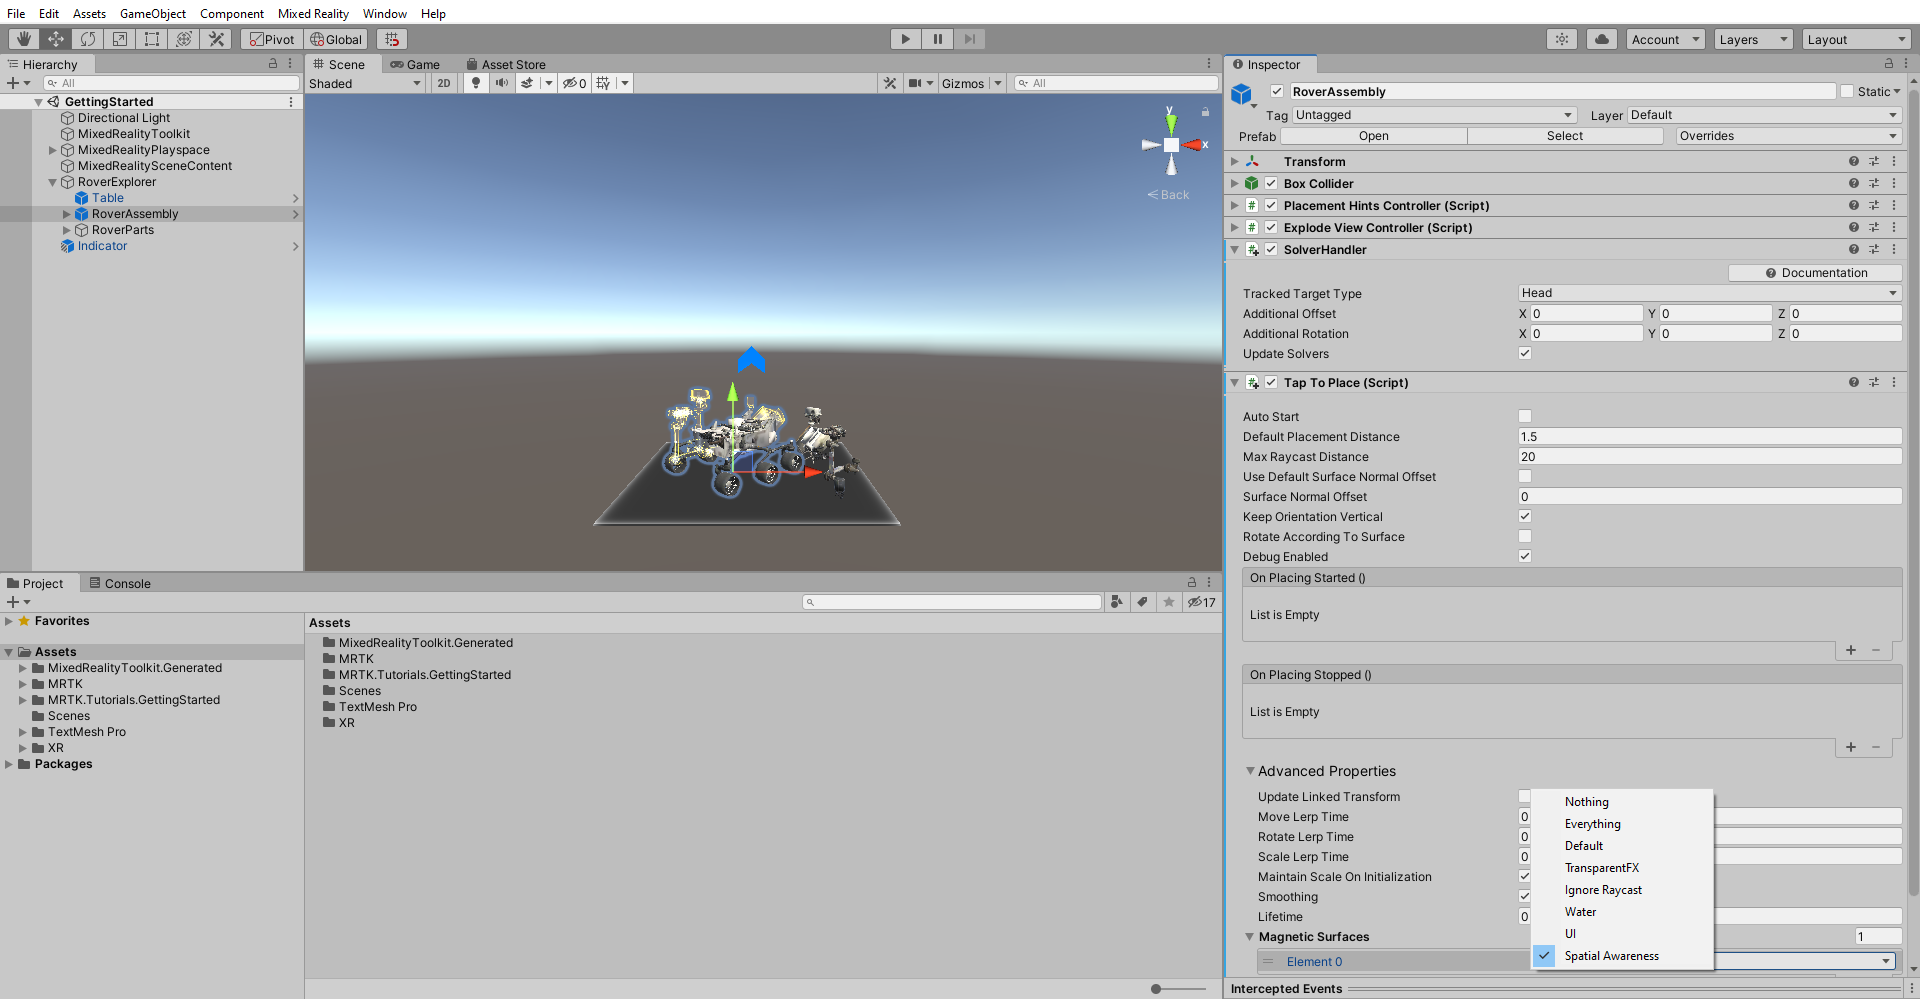 File Edit Assets GameObject Component Mixed Reality Window Help
Pivot Global Account Layers Layout
Hierarchy
All
GettingStarted
Directional Light
MixedRealityToolkit
MixedRealityPlayspace
MixedRealitySceneContent
RoverExplorer
Table
RoverAssembly
RoverParts
Indicator
Scene Game Asset Store
Shaded 2D 0 Gizmos All
y
x
Back
Project Console
17
Favorites
Assets
MixedRealityToolkit.Generated
MRTK
MRTK.Tutorials.GettingStarted
Scenes
TextMesh Pro
XR
Packages
Assets
MixedRealityToolkit.Generated
MRTK
MRTK.Tutorials.GettingStarted
Scenes
TextMesh Pro
XR
Inspector
RoverAssembly Static
Tag Untagged Layer Default
Prefab Open Select Overrides
Transform
Box Collider
Placement Hints Controller (Script)
Explode View Controller (Script)
SolverHandler
Documentation
Tracked Target Type Head
Additional Offset X 0 Y 0 Z 0
Additional Rotation X 0 Y 0 Z 0
Update Solvers
Tap To Place (Script)
Auto Start
Default Placement Distance 1.5
Max Raycast Distance 20
Use Default Surface Normal Offset
Surface Normal Offset 0
Keep Orientation Vertical
Rotate According To Surface
Debug Enabled
On Placing Started ()
List is Empty
On Placing Stopped ()
List is Empty
Advanced Properties
Update Linked Transform
Move Lerp Time 0
Rotate Lerp Time 0
Scale Lerp Time 0
Maintain Scale On Initialization
Smoothing
Lifetime 0
Magnetic Surfaces 1
Element 0
Nothing
Everything
Default
TransparentFX
Ignore Raycast
Water
UI
Spatial Awareness
Intercepted Events